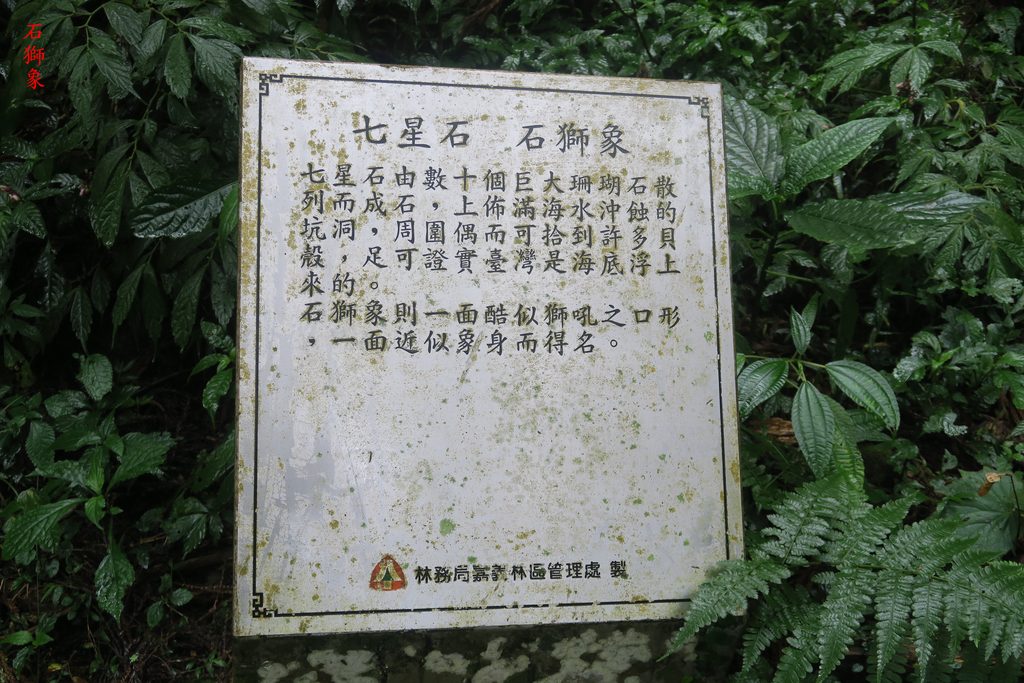 石獅象
七星石　石獅象
七星石由數十個巨大珊瑚石散
列而成，石上佈滿海水沖蝕的
坑洞，周圍偶而可拾到許多貝
殼，足可證實臺灣是海底浮上
來的。
石獅象則一面酷似獅吼之口形
，一面近似象身而得名。
林務局嘉義林區管理處 製